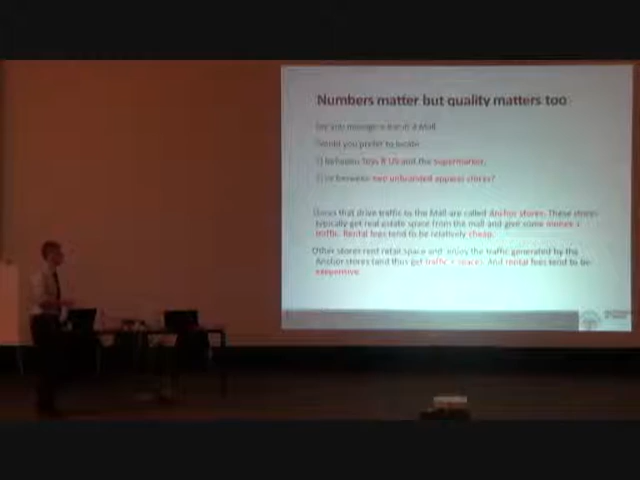 Numbers matter but quality matters too
Say you manage a bar in a Mall
Would you prefer to locate
1) between Toys R US and the supermarket,
2) or between two unbranded apparel stores?
Stores that drive traffic to the Mall are called Anchor stores. These stores
typically get real estate space from the mall and give some money +
traffic. Rental fees tend to be relatively cheap.
Other stores rent retail space and enjoy the traffic generated by the
Anchor stores (and thus get traffic + spaces. And rental fees tend to be
expensive